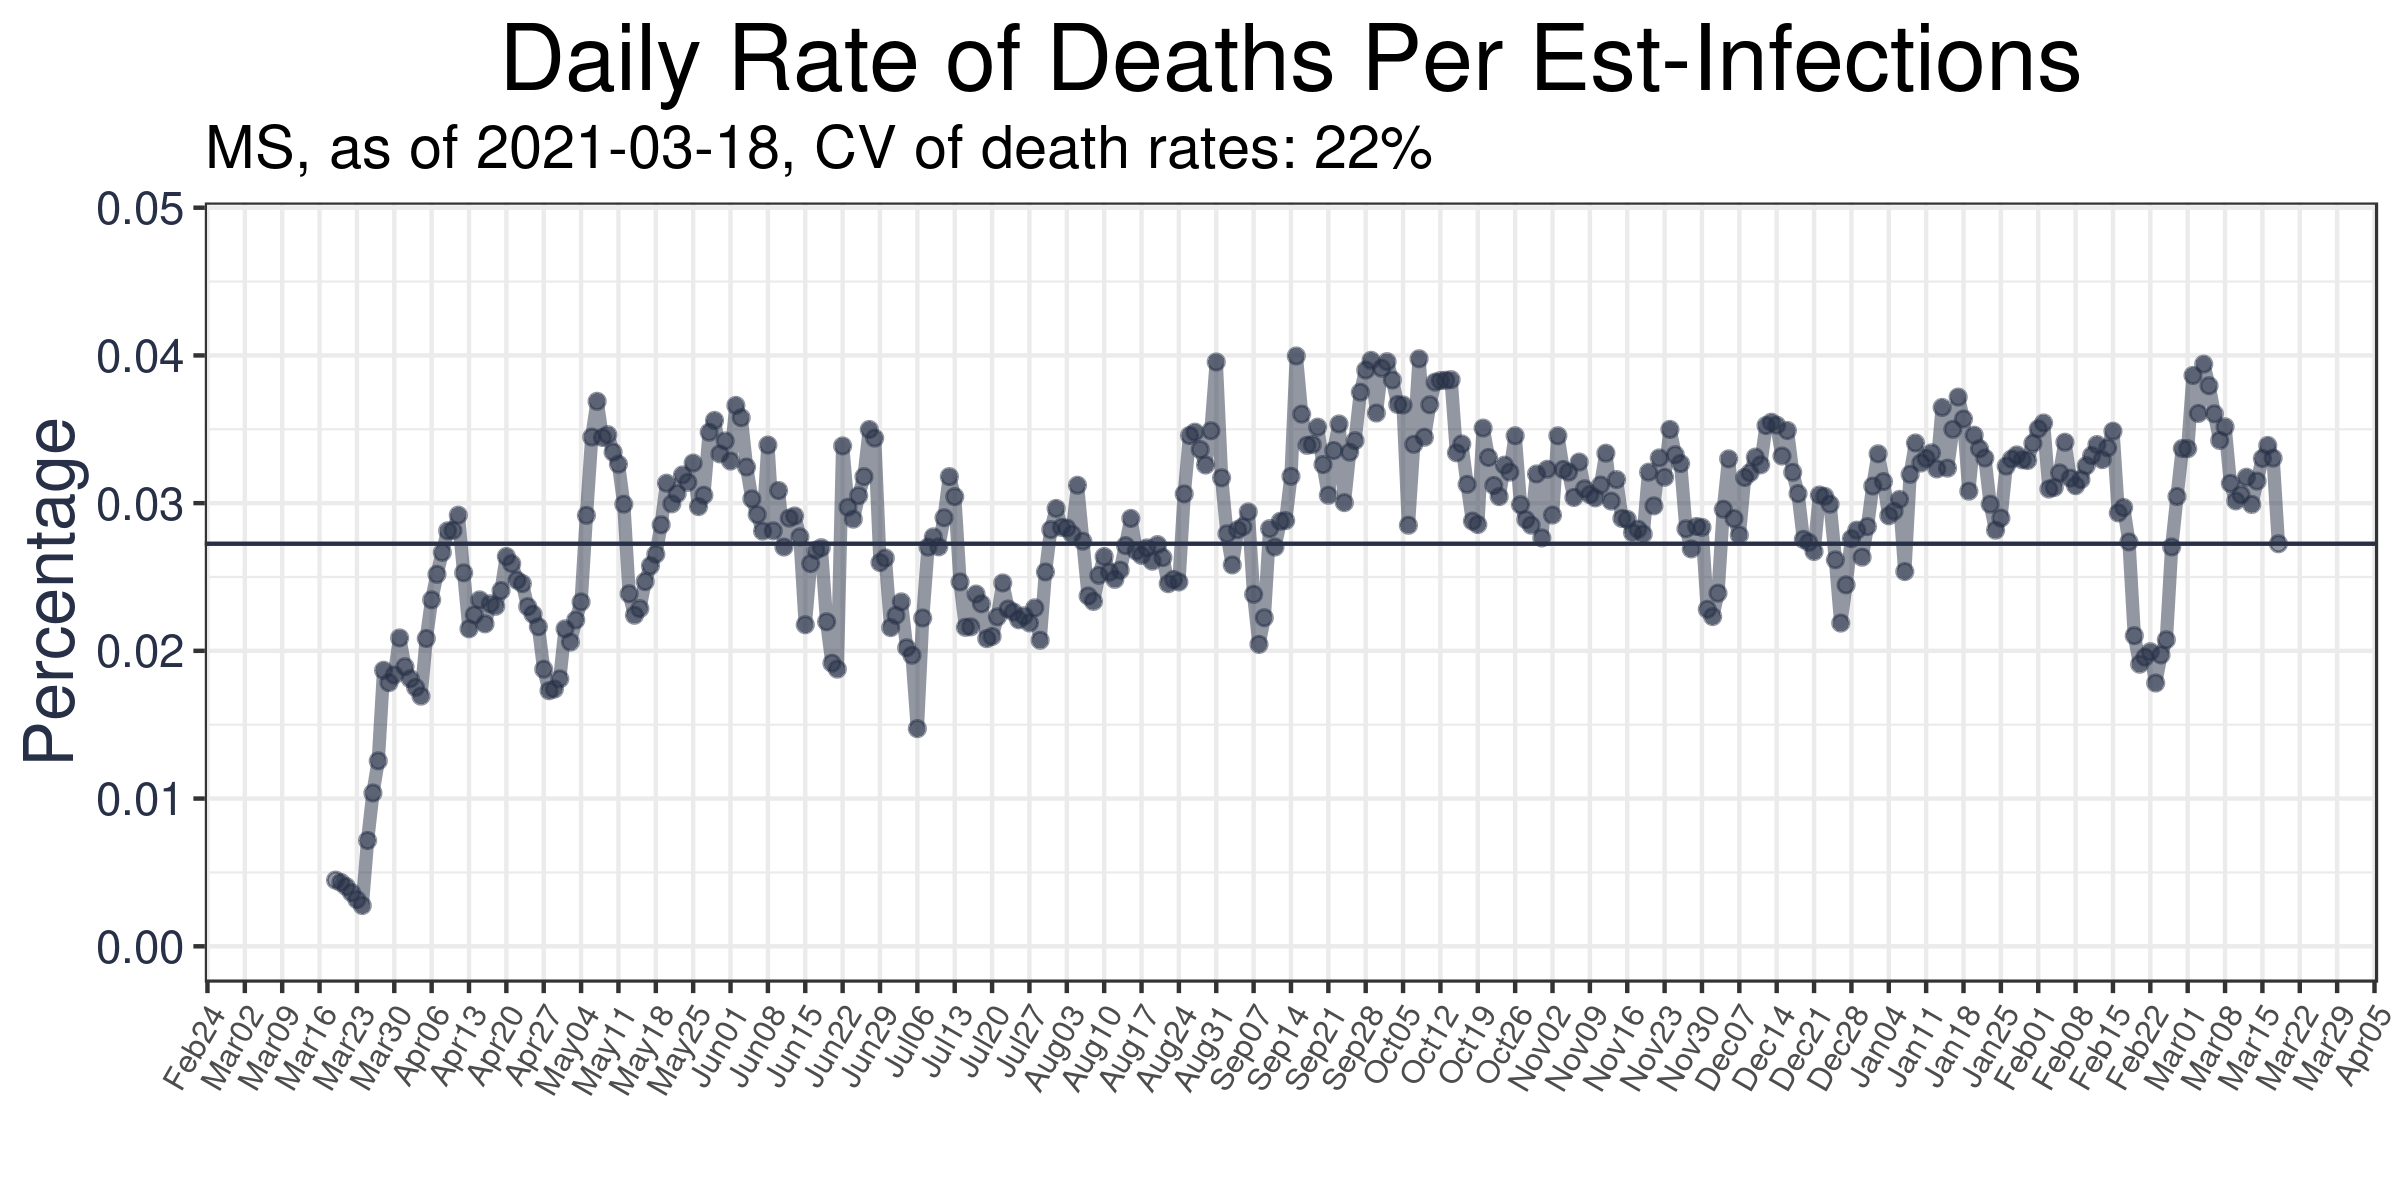 Daily Rate of Deaths Per Est-Infections
MS, as of 2021-03-18, CV of death rates: 22%
Percentage
0.05
0.04
0.03
0.02
0.01
0.00
Feb24
Mar02
Mar09
Mar16
Mar23
Mar30
Apr06
Apr13
Apr20
Apr27
May04
May11
May18
May25
Jun01
Jun08
Jun15
Jun22
Jun29
Jul06
Jul13
Jul20
Jul27
Aug03
Aug10
Aug17
Aug24
Aug31
Sep07
Sep14
Sep21
Sep28
Oct05
Oct12
Oct19
Oct26
Nov02
Nov09
Nov16
Nov23
Nov30
Nov07
Dec14
Dec21
Dec28
Dec04
Jan11
Jan18
Jan25
Feb01
Feb08
Feb15
Feb22
Mar01
Mar08
Mar15
Mar22
Mar29
Apr05